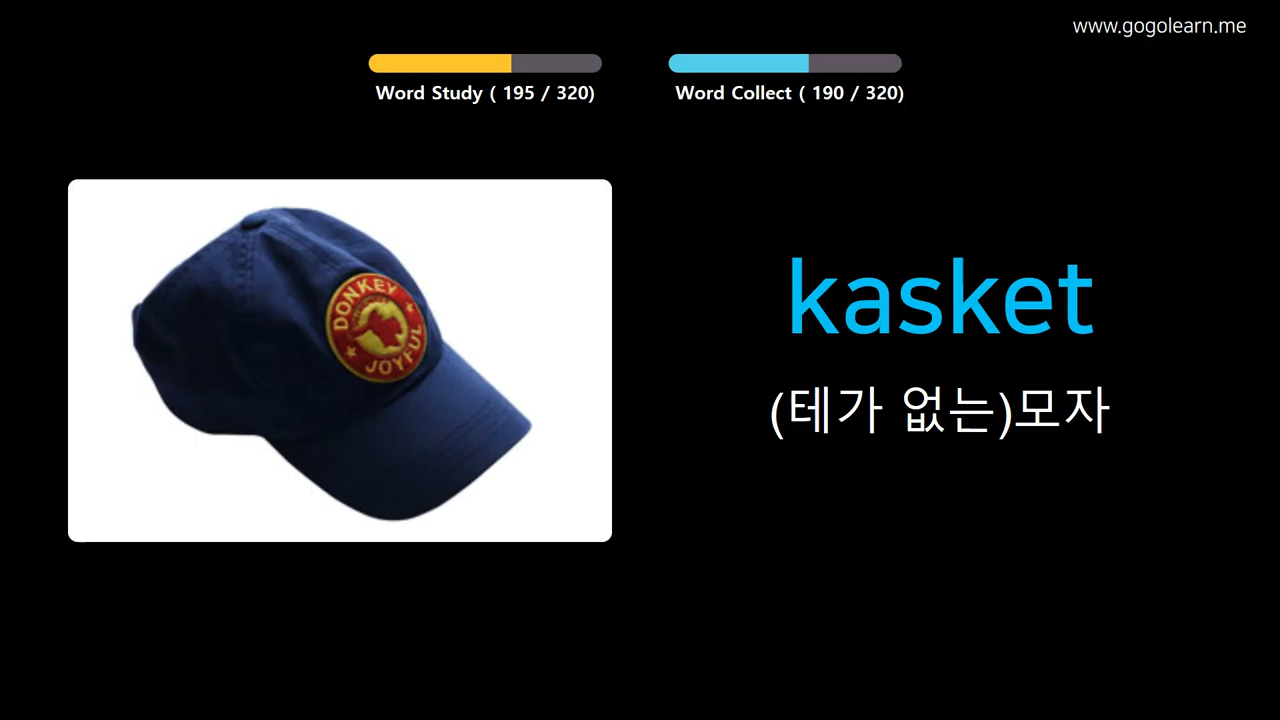 www.gogolearn.me
Word Study ( 195 / 320)
Word Collect ( 190 / 320)
DONKEY
JOYFUL
kasket
(테가 없는)모자